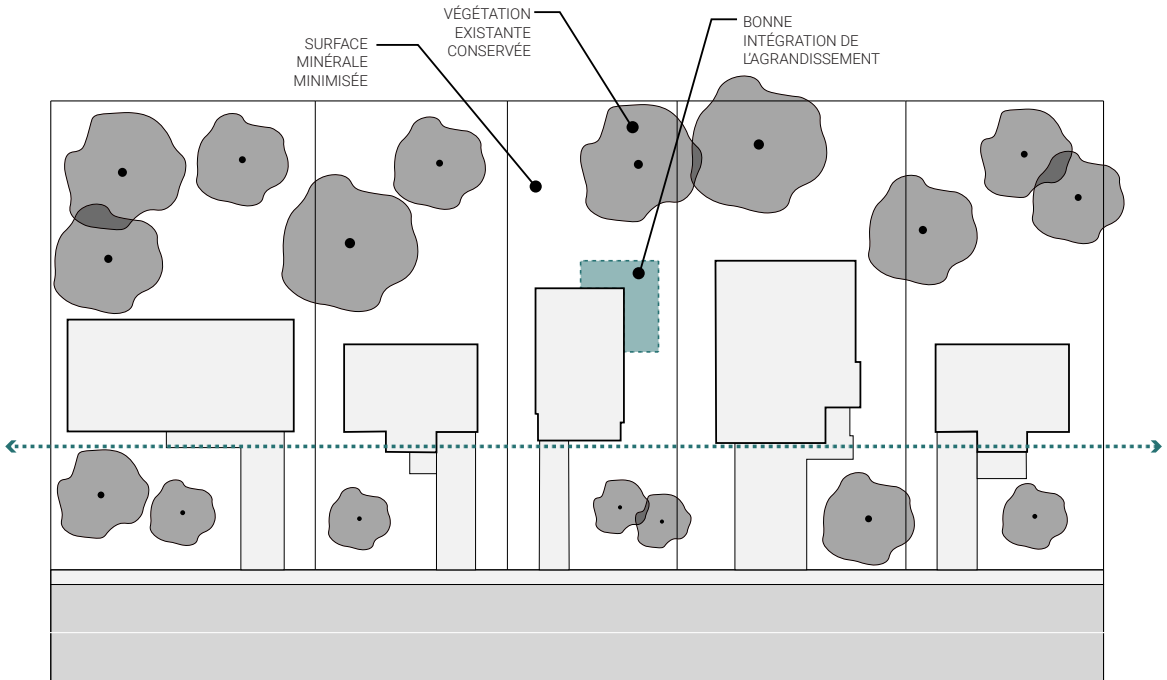 SURFACE
MINÉRALE
MINIMISÉE
VÉGÉTATION
EXISTANTE
CONSERVÉE
BONNE
INTÉGRATION DE
L'AGRANDISSEMENT